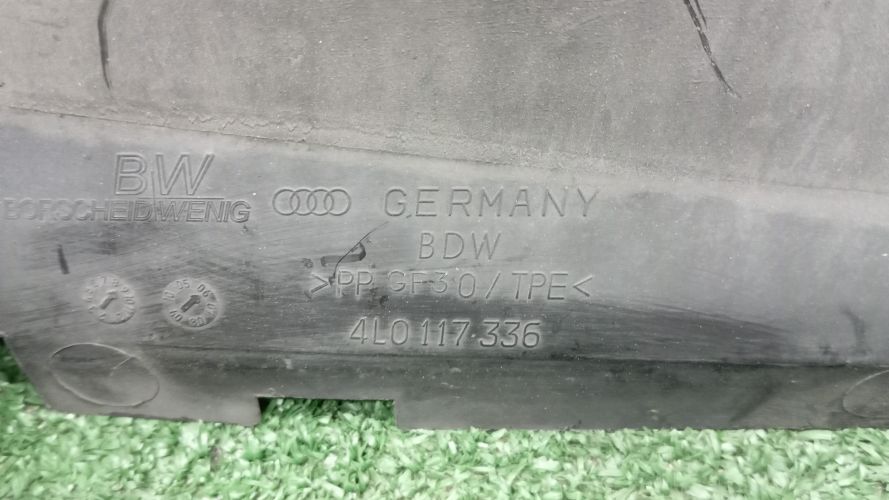 BW
BORSCHEID WENIG
GERMANY
BDW
>PP GF30/TPE<
4L0 117 336